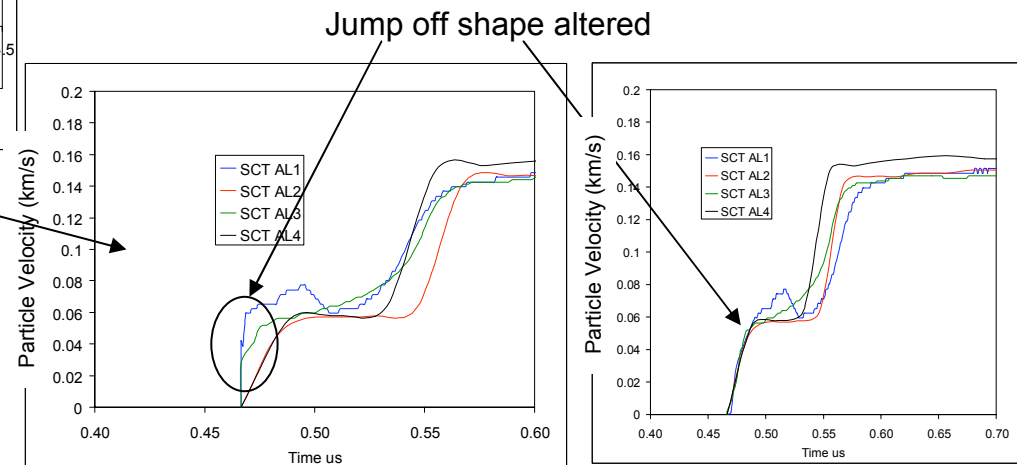 Jump off shape altered
.5
Particle Velocity (km/s)
0.2
0.18
0.16
0.14
0.12
0.1
0.08
0.06
0.04
0.02
0
SCT AL1
SCT AL2
SCT AL3
SCT AL4
0.40
0.45
0.50
0.55
0.60
Time us
Particle Velocity (km/s)
0.2
0.18
0.16
0.14
0.12
0.1
0.08
0.06
0.04
0.02
0
SCT AL1
SCT AL2
SCT AL3
SCT AL4
0.40
0.45
0.50
0.55
0.60
0.65
0.70
Time us